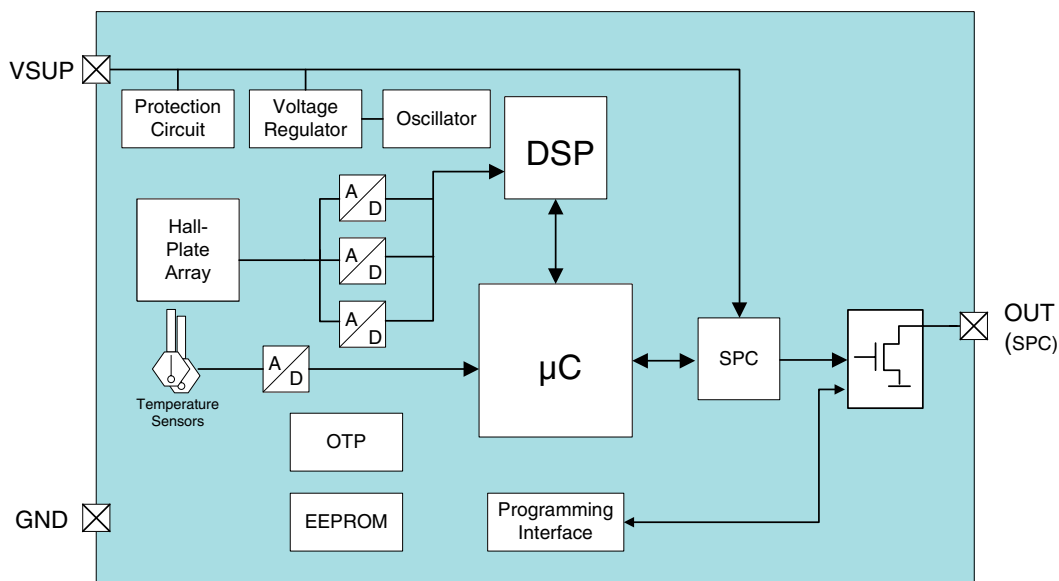 VSUP
Protection
Circuit
Voltage
Regulator
Oscillator
DSP
A
D
A
D
A
D
Hall-
Plate
Array
OUT
(SPC)
µC
SPC
A
D
Temperature
Sensors
OTP
GND
EEPROM
Programming
Interface